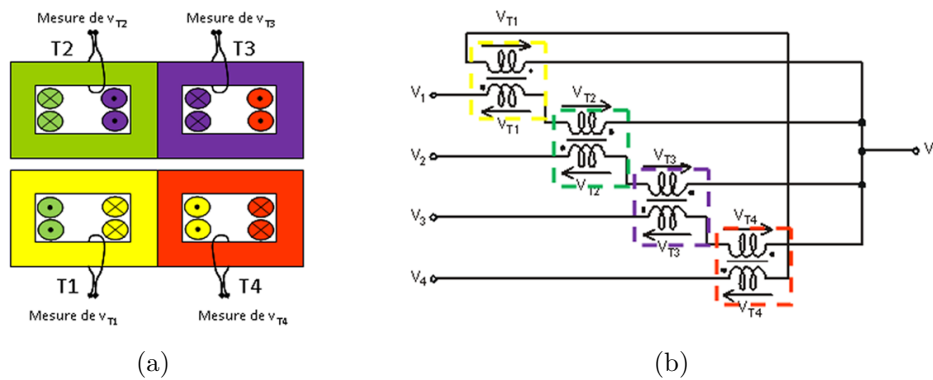 Mesure de vT2
Mesure de vT3
T2
T3
T1
T4
Mesure de vT1
Mesure de vT4
(a)
VT1
V1
VT1
VT2
V2
VT2
VT3
V3
VT3
VT4
V4
VT4
V
(b)